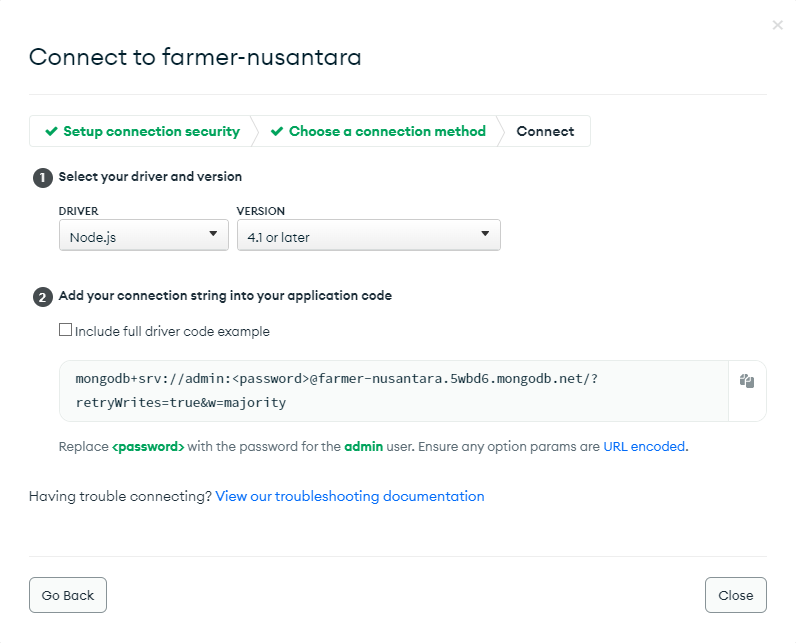 Connect to farmer-nusantara
Setup connection security
Choose a connection method
Connect
1 Select your driver and version
DRIVER
VERSION
Node.js
4.1 or later
2 Add your connection string into your application code
Include full driver code example
mongodb+srv://admin:<password>@farmer-nusantara.5wbd6.mongodb.net/?
retryWrites=true&w=majority
Replace <password> with the password for the admin user. Ensure any option params are URL encoded.
Having trouble connecting? View our troubleshooting documentation
Go Back
Close